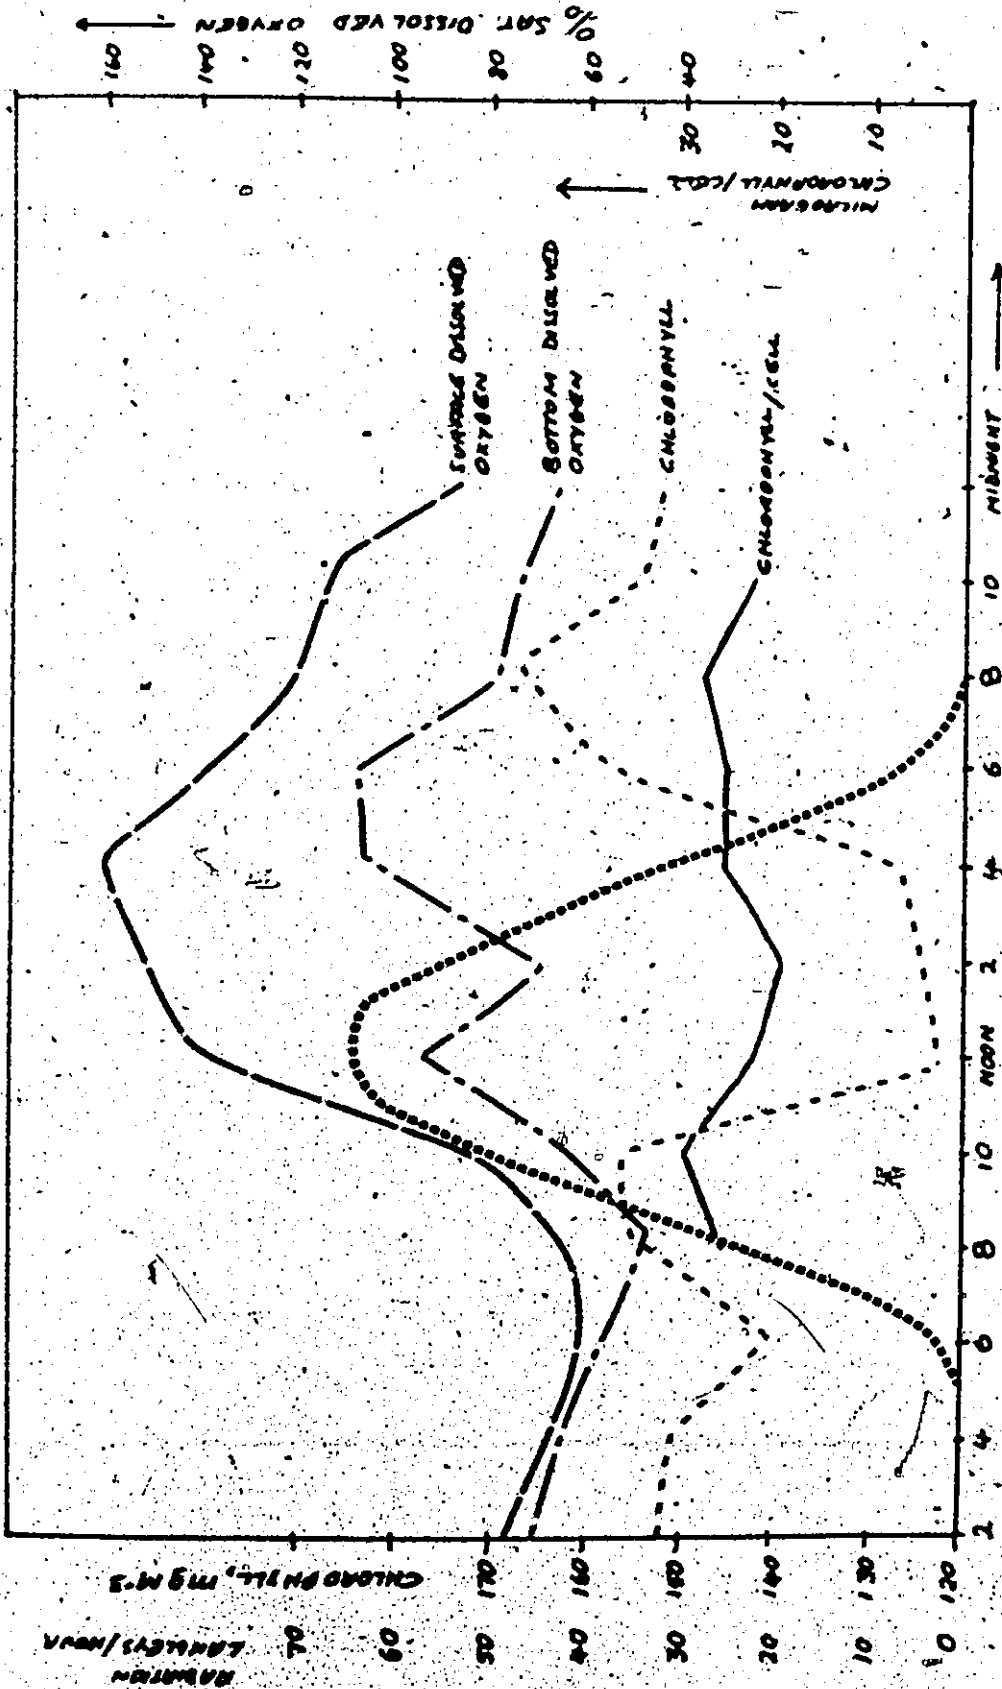 % SAT. DISSOLVED OXYGEN
160
140
120
100
80
60
40
30
20
10
MICROGRAM
CHLOROPHYLL/CELL
SURFACE DISSOLVED
OXYGEN
BOTTOM DISSOLVED
OXYGEN
CHLOROPHYLL
CHLOROPHYLL/CELL
RADIATION
LANGLEYS/HOUR
70
60
50
40
30
20
10
0
CHLOROPHYLL, mg M-3
170
160
150
140
130
120
2
4
6
8
10
NOON
2
4
6
8
10
MIDNIGHT